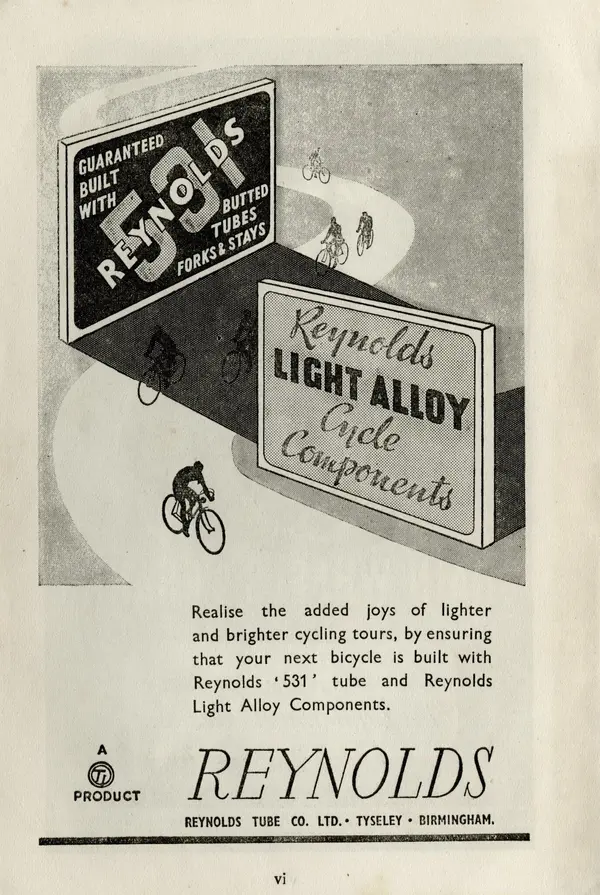 GUARANTEED
BUILT
WITH
531
REYNOLDS
BUTTED
TUBES
FORKS & STAYS
Reynolds
LIGHT ALLOY
Cycle
Components
Realise the added joys of lighter
and brighter cycling tours, by ensuring
that your next bicycle is built with
Reynolds ‘531’ tube and Reynolds
Light Alloy Components.
A
TI
PRODUCT
REYNOLDS
REYNOLDS TUBE CO. LTD. • TYSELEY • BIRMINGHAM.
vi